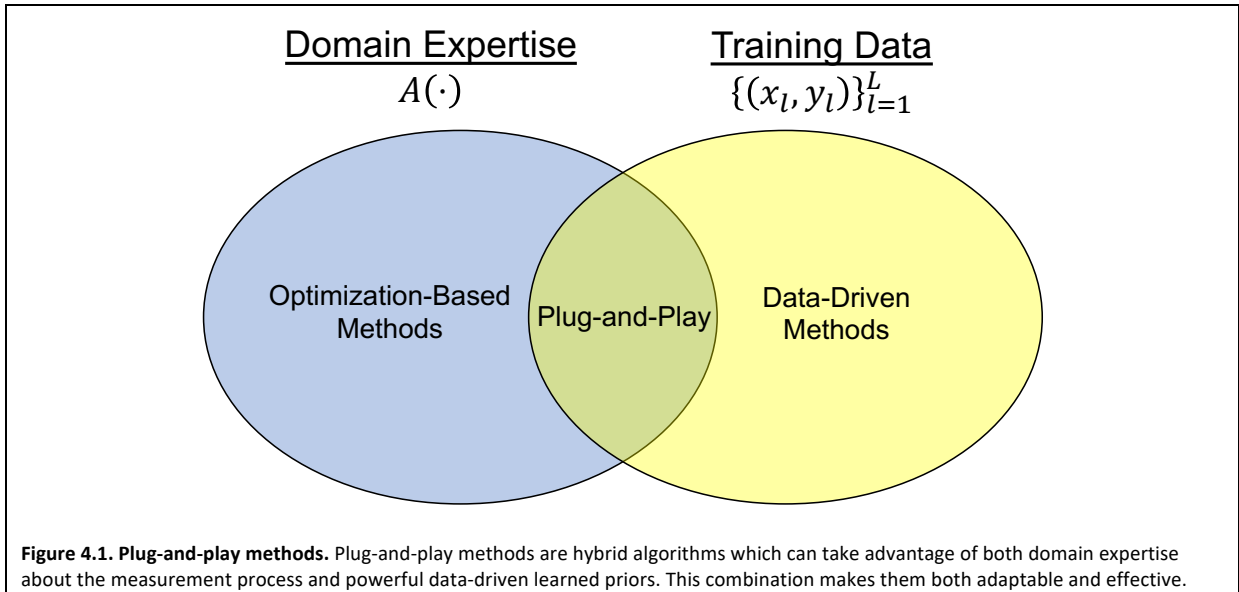 Domain Expertise
A(·)
Training Data
{(x_l, y_l)}_{l=1}^{L}
Optimization-Based
Methods
Plug-and-Play
Data-Driven
Methods
Figure 4.1. Plug-and-play methods. Plug-and-play methods are hybrid algorithms which can take advantage of both domain expertise
about the measurement process and powerful data-driven learned priors. This combination makes them both adaptable and effective.